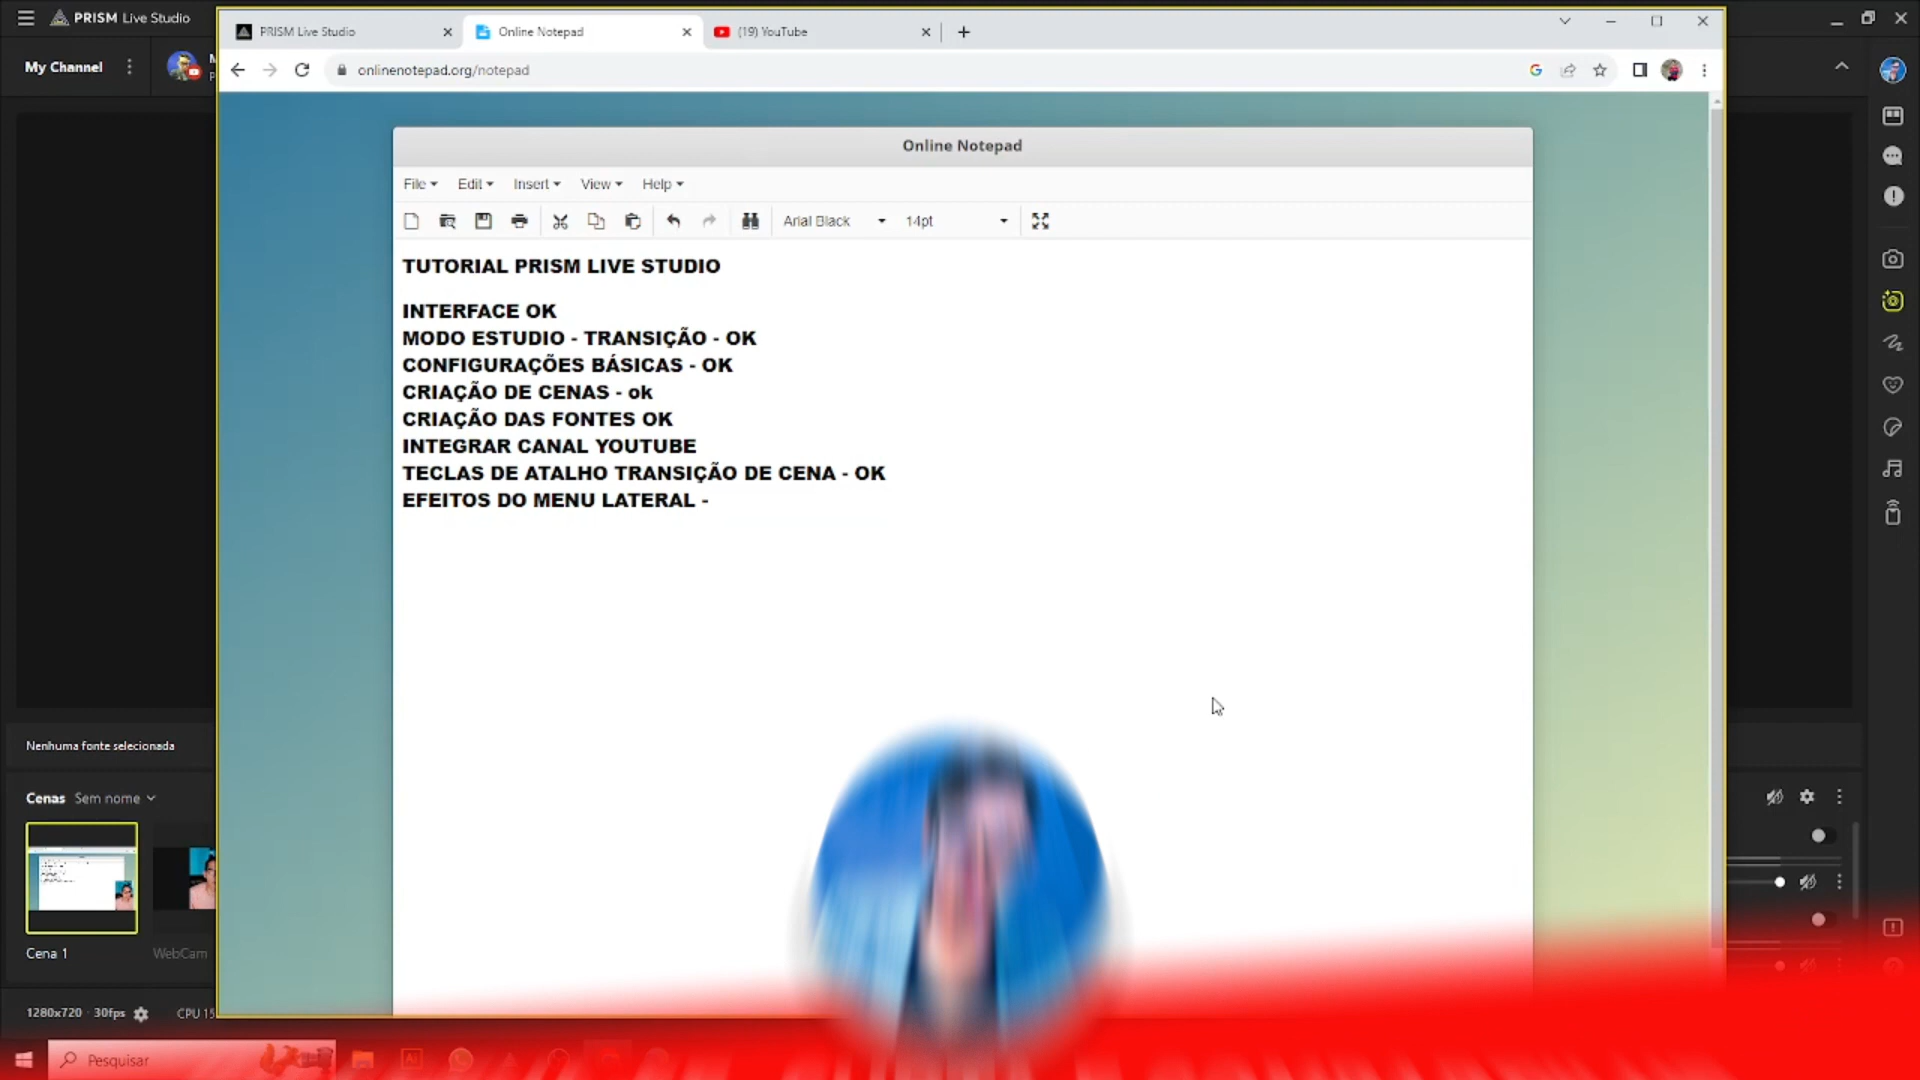 PRISM Live Studio
PRISM Live Studio
Online Notepad
(19) YouTube
My Channel
onlinenotepad.org/notepad
Online Notepad
File Edit Insert View Help
Arial Black 14pt
TUTORIAL PRISM LIVE STUDIO
INTERFACE OK
MODO ESTUDIO - TRANSIÇÃO - OK
CONFIGURAÇÕES BÁSICAS - OK
CRIAÇÃO DE CENAS - ok
CRIAÇÃO DAS FONTES OK
INTEGRAR CANAL YOUTUBE
TECLAS DE ATALHO TRANSIÇÃO DE CENA - OK
EFEITOS DO MENU LATERAL -
Nenhuma fonte selecionada
Cenas Sem nome
Cena 1
WebCam
1280x720 · 30fps
CPU 15
Pesquisar